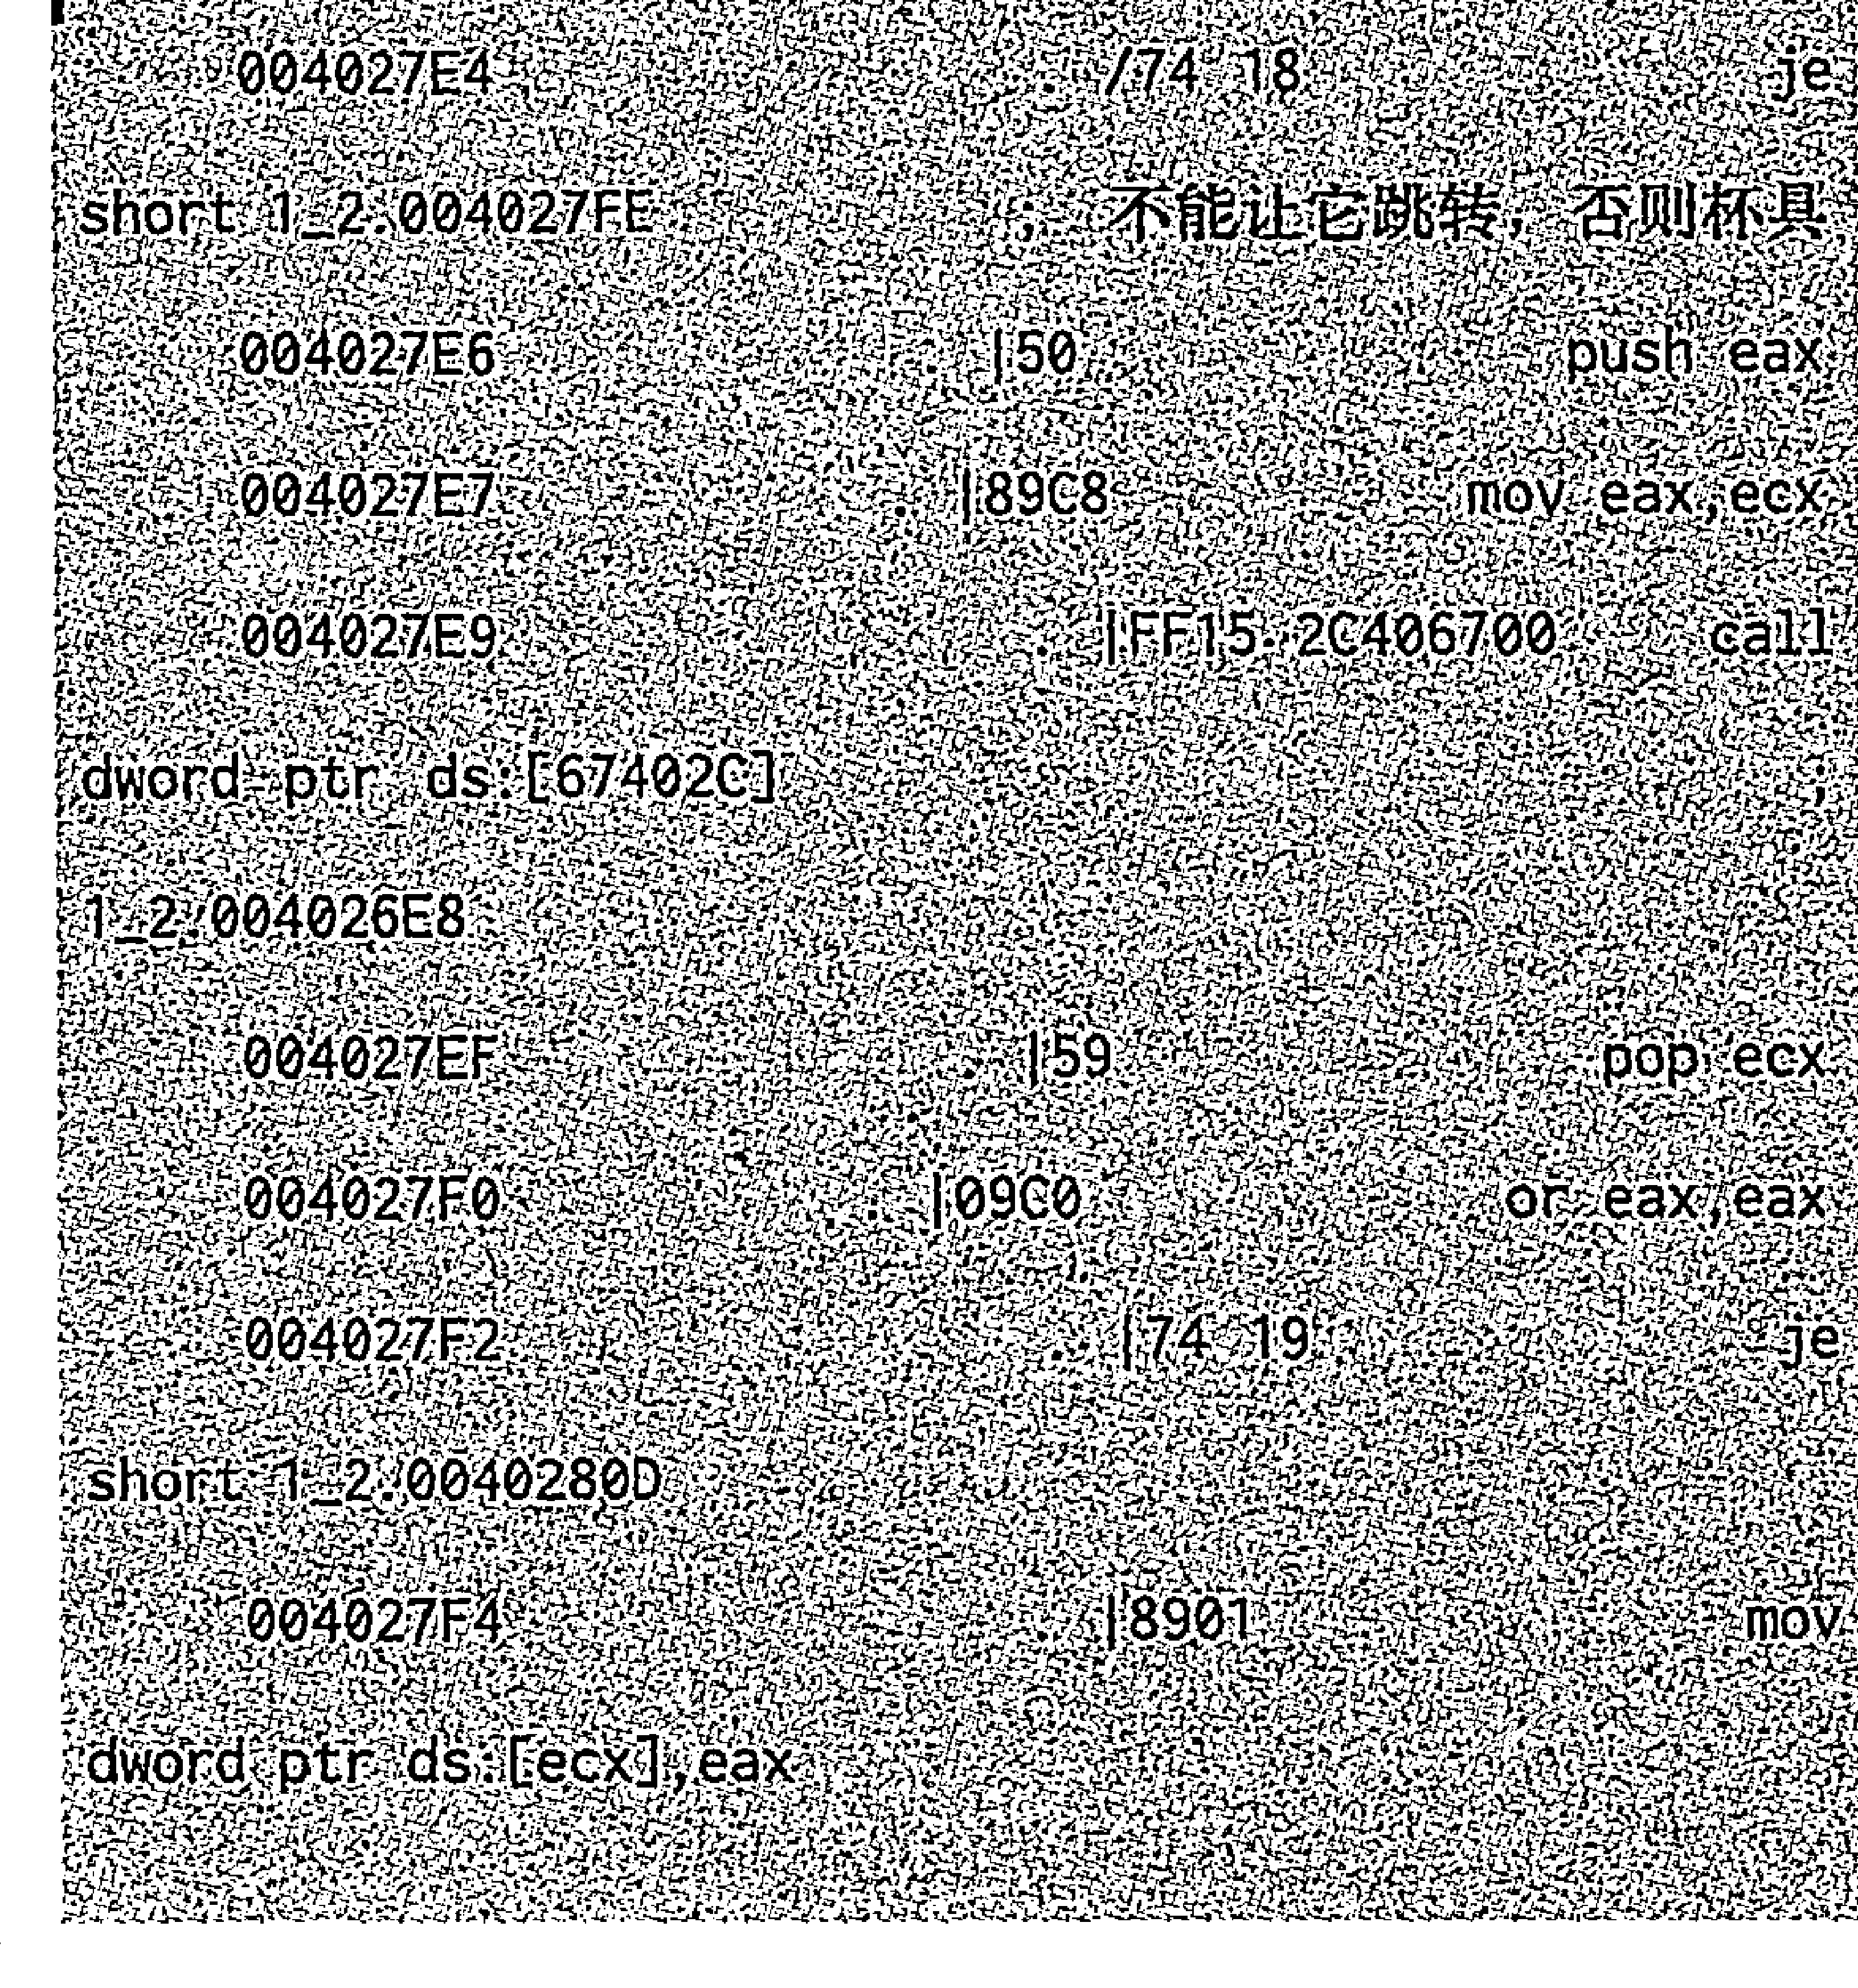 004027E4 . /74 18 je
short 1_2.004027FE ; 不能让它跳转，否则杯具
004027E6 . |50 push eax
004027E7 . |89C8 mov eax,ecx
004027E9 . |FF15 2C406700 call
dword ptr ds:[67402C] ;
1_2.004026E8
004027EF . |59 pop ecx
004027F0 . |09C0 or eax,eax
004027F2 . |74 19 je
short 1_2.0040280D
004027F4 . |8901 mov
dword ptr ds:[ecx],eax